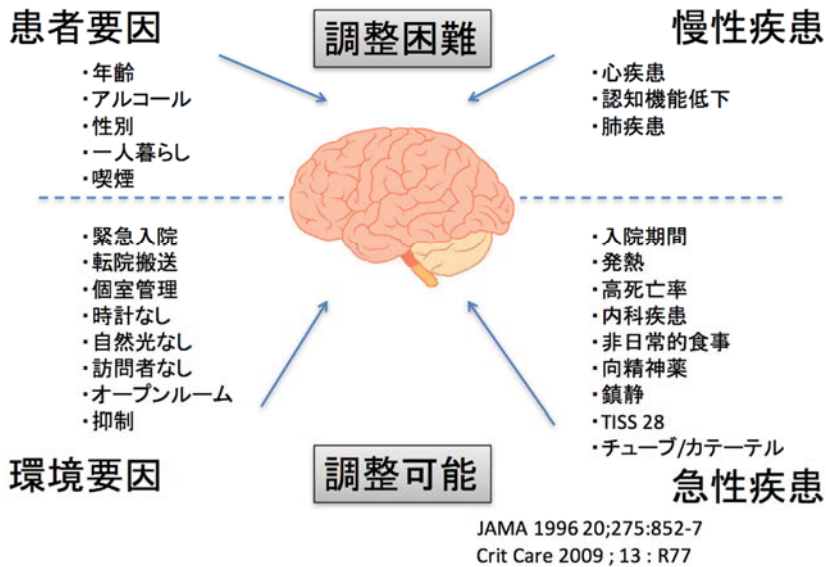 患者要因
・年齢
・アルコール
・性別
・一人暮らし
・喫煙
調整困難
慢性疾患
・心疾患
・認知機能低下
・肺疾患
・緊急入院
・転院搬送
・個室管理
・時計なし
・自然光なし
・訪問者なし
・オープンルーム
・抑制
環境要因
調整可能
・入院期間
・発熱
・高死亡率
・内科疾患
・非日常的食事
・向精神薬
・鎮静
・TISS 28
・チューブ/カテーテル
急性疾患
JAMA 1996 20;275:852-7
Crit Care 2009 ; 13 : R77